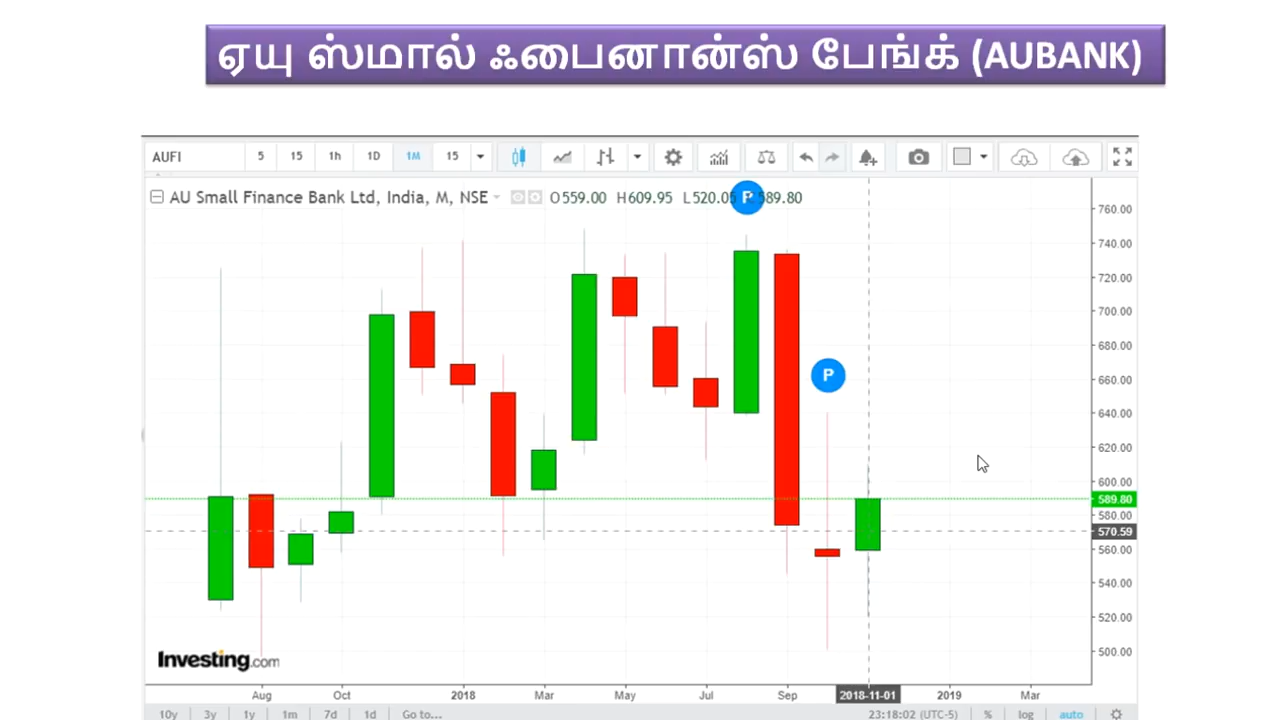 ஏயு ஸ்மால் ஃபைனான்ஸ் பேங்க் (AUBANK)
AUFI 5 15 1h 1D 1M 15
AU Small Finance Bank Ltd, India, M, NSE O559.00 H609.95 L520.05 P 589.80
760.00
740.00
720.00
700.00
680.00
P
660.00
640.00
620.00
600.00
589.80
580.00
570.59
560.00
540.00
520.00
500.00
Investing.com
Aug Oct 2018 Mar May Jul Sep 2018-11-01 2019 Mar
10y 3y 1y 1m 7d 1d Go to... 23:18:02 (UTC-5) % log auto